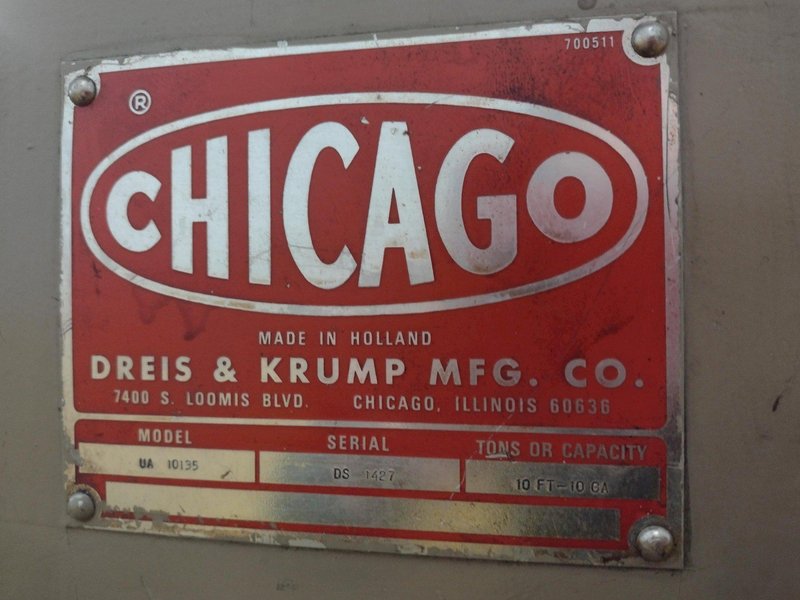 700511
®
CHICAGO
MADE IN HOLLAND
DREIS & KRUMP MFG. CO.
7400 S. LOOMIS BLVD. CHICAGO, ILLINOIS 60636
MODEL SERIAL TONS OR CAPACITY
UA 10135 DS 1427 10 FT-10 GA